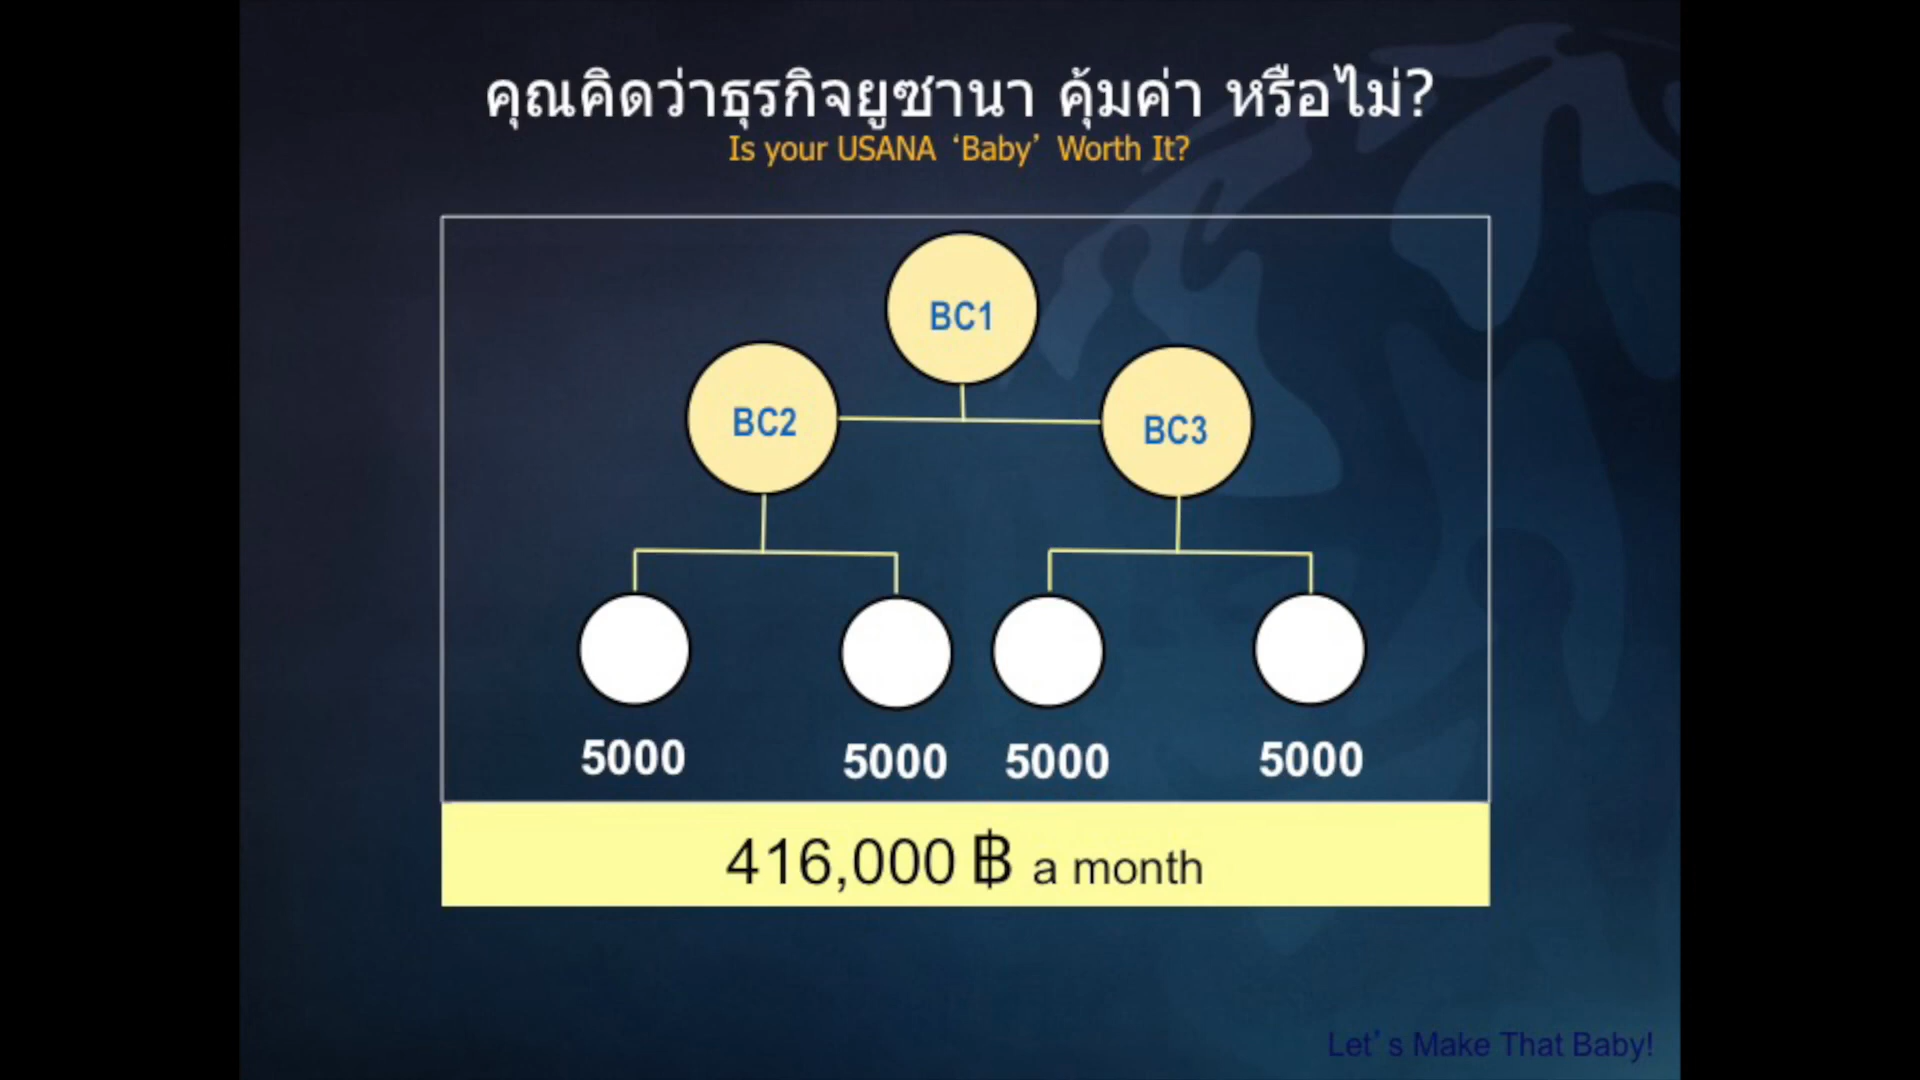 คุณคิดว่าธุรกิจยูซานา คุ้มค่า หรือไม่?
Is your USANA ‘Baby’ Worth It?
BC1
BC2
BC3
5000
5000
5000
5000
416,000 ฿ a month
Let’s Make That Baby!